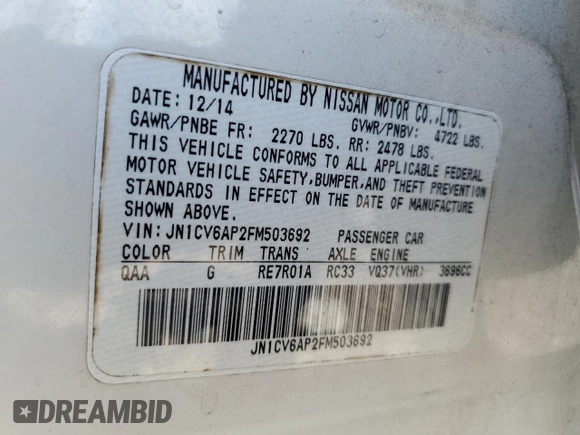 MANUFACTURED BY NISSAN MOTOR CO.,LTD.
DATE: 12/14 GVWR/PNBV: 4722 LBS.
GAWR/PNBE FR: 2270 LBS. RR: 2478 LBS.
THIS VEHICLE CONFORMS TO ALL APPLICABLE FEDERAL
MOTOR VEHICLE SAFETY,BUMPER,AND THEFT PREVENTION
STANDARDS IN EFFECT ON THE DATE OF MANUFACTURE
SHOWN ABOVE.
VIN: JN1CV6AP2FM503692 PASSENGER CAR
COLOR TRIM TRANS AXLE ENGINE
QAA G RE7R01A RC33 VQ37(VHR) 3696CC
JN1CV6AP2FM503692
DREAMBID